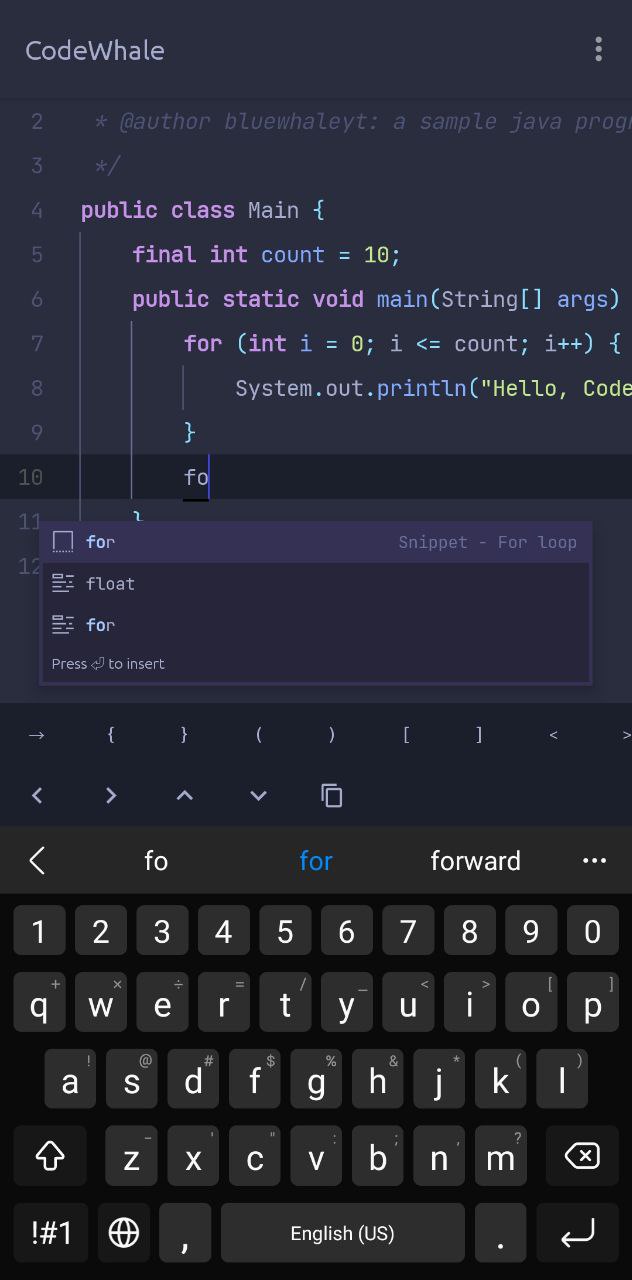 CodeWhale
2 * @author bluewhaleyt: a sample java progr
3 */
4 public class Main {
5 final int count = 10;
6 public static void main(String[] args)
7 for (int i = 0; i <= count; i++) {
8 System.out.println("Hello, Code
9 }
10 fo
11 }
12
for Snippet - For loop
float
for
Press ⏎ to insert
→ { } ( ) [ ] < >
fo for forward ...
1 2 3 4 5 6 7 8 9 0
+ × ÷ = / _ < > [ ]
q w e r t y u i o p
! @ # $ % & * ( )
a s d f g h j k l
- ' " : ; , ?
z x c v b n m
!#1 , English (US) .